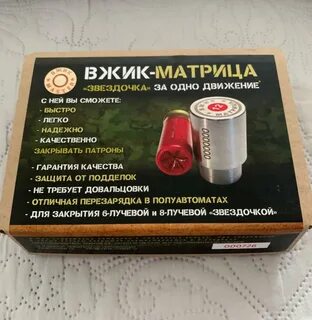 ВЖИК-МАТРИЦА
«ЗВЕЗДОЧКА» ЗА ОДНО ДВИЖЕНИЕ
С НЕЙ ВЫ СМОЖЕТЕ:
- БЫСТРО
- ЛЕГКО
- НАДЕЖНО
- КАЧЕСТВЕННО
ЗАКРЫВАТЬ ПАТРОНЫ
- ГАРАНТИЯ КАЧЕСТВА
- ЗАЩИТА ОТ ПОДДЕЛОК
- НЕ ТРЕБУЕТ ДОВАЛЬЦОВКИ
- ОТЛИЧНАЯ ПЕРЕЗАРЯДКА В ПОЛУАВТОМАТАХ
- ДЛЯ ЗАКРЫТИЯ 6-ЛУЧЕВОЙ и 8-ЛУЧЕВОЙ «ЗВЕЗДОЧКОЙ»
000726